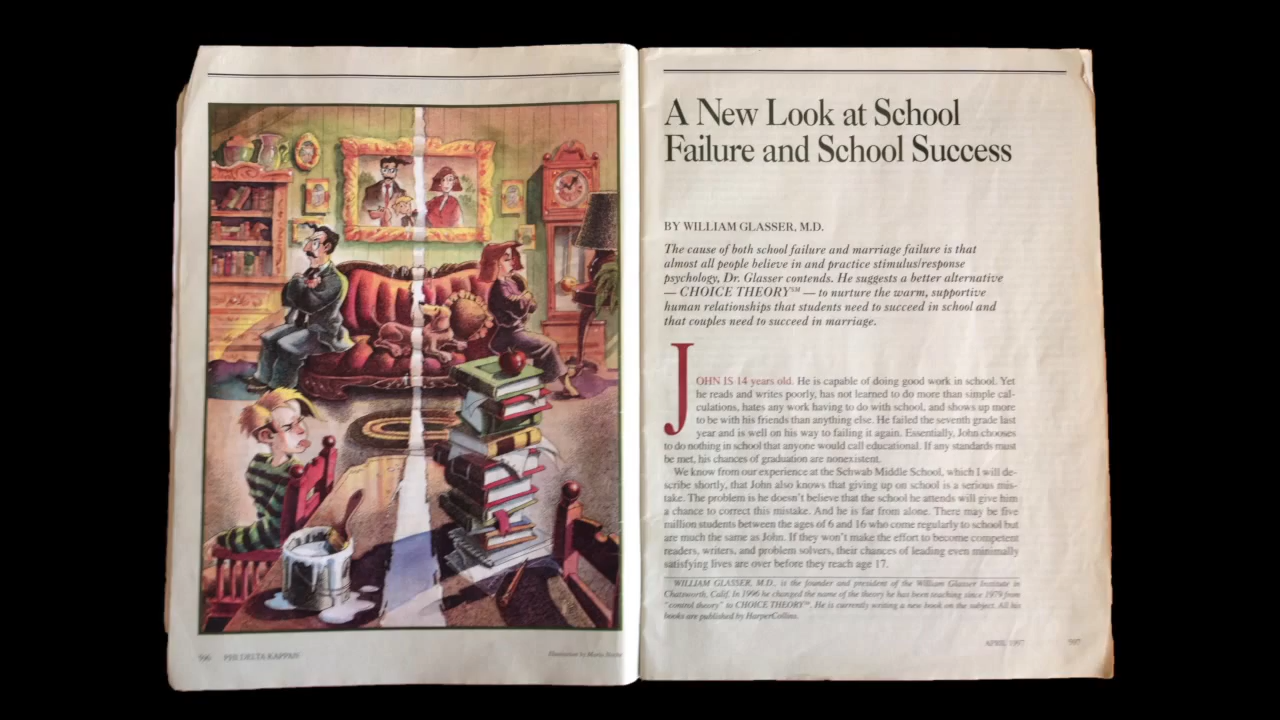 596 PHI DELTA KAPPAN
Illustration by Mario
A New Look at School
Failure and School Success
BY WILLIAM GLASSER, M.D.
The cause of both school failure and marriage failure is that
almost all people believe in and practice stimulus/response
psychology, Dr. Glasser contends. He suggests a better alternative
— CHOICE THEORY℠ — to nurture the warm, supportive
human relationships that students need to succeed in school and
that couples need to succeed in marriage.
JOHN IS 14 years old. He is capable of doing good work in school. Yet
he reads and writes poorly, has not learned to do more than simple cal-
culations, hates any work having to do with school, and shows up more
to be with his friends than anything else. He failed the seventh grade last
year and is well on his way to failing it again. Essentially, John chooses
to do nothing in school that anyone would call educational. If any standards must
be met, his chances of graduation are nonexistent.
We know from our experience at the Schwab Middle School, which I will de-
scribe shortly, that John also knows that giving up on school is a serious mis-
take. The problem is he doesn't believe that the school he attends will give him
a chance to correct this mistake. And he is far from alone. There may be five
million students between the ages of 6 and 16 who come regularly to school but
are much the same as John. If they won't make the effort to become competent
readers, writers, and problem solvers, their chances of leading even minimally
satisfying lives are over before they reach age 17.
WILLIAM GLASSER, M.D., is the founder and president of the William Glasser Institute in
Chatsworth, Calif. In 1996 he changed the name of the theory he has been teaching since 1979 from
"control theory" to CHOICE THEORY℠. He is currently writing a new book on the subject. All his
books are published by HarperCollins.
APRIL 1997 597